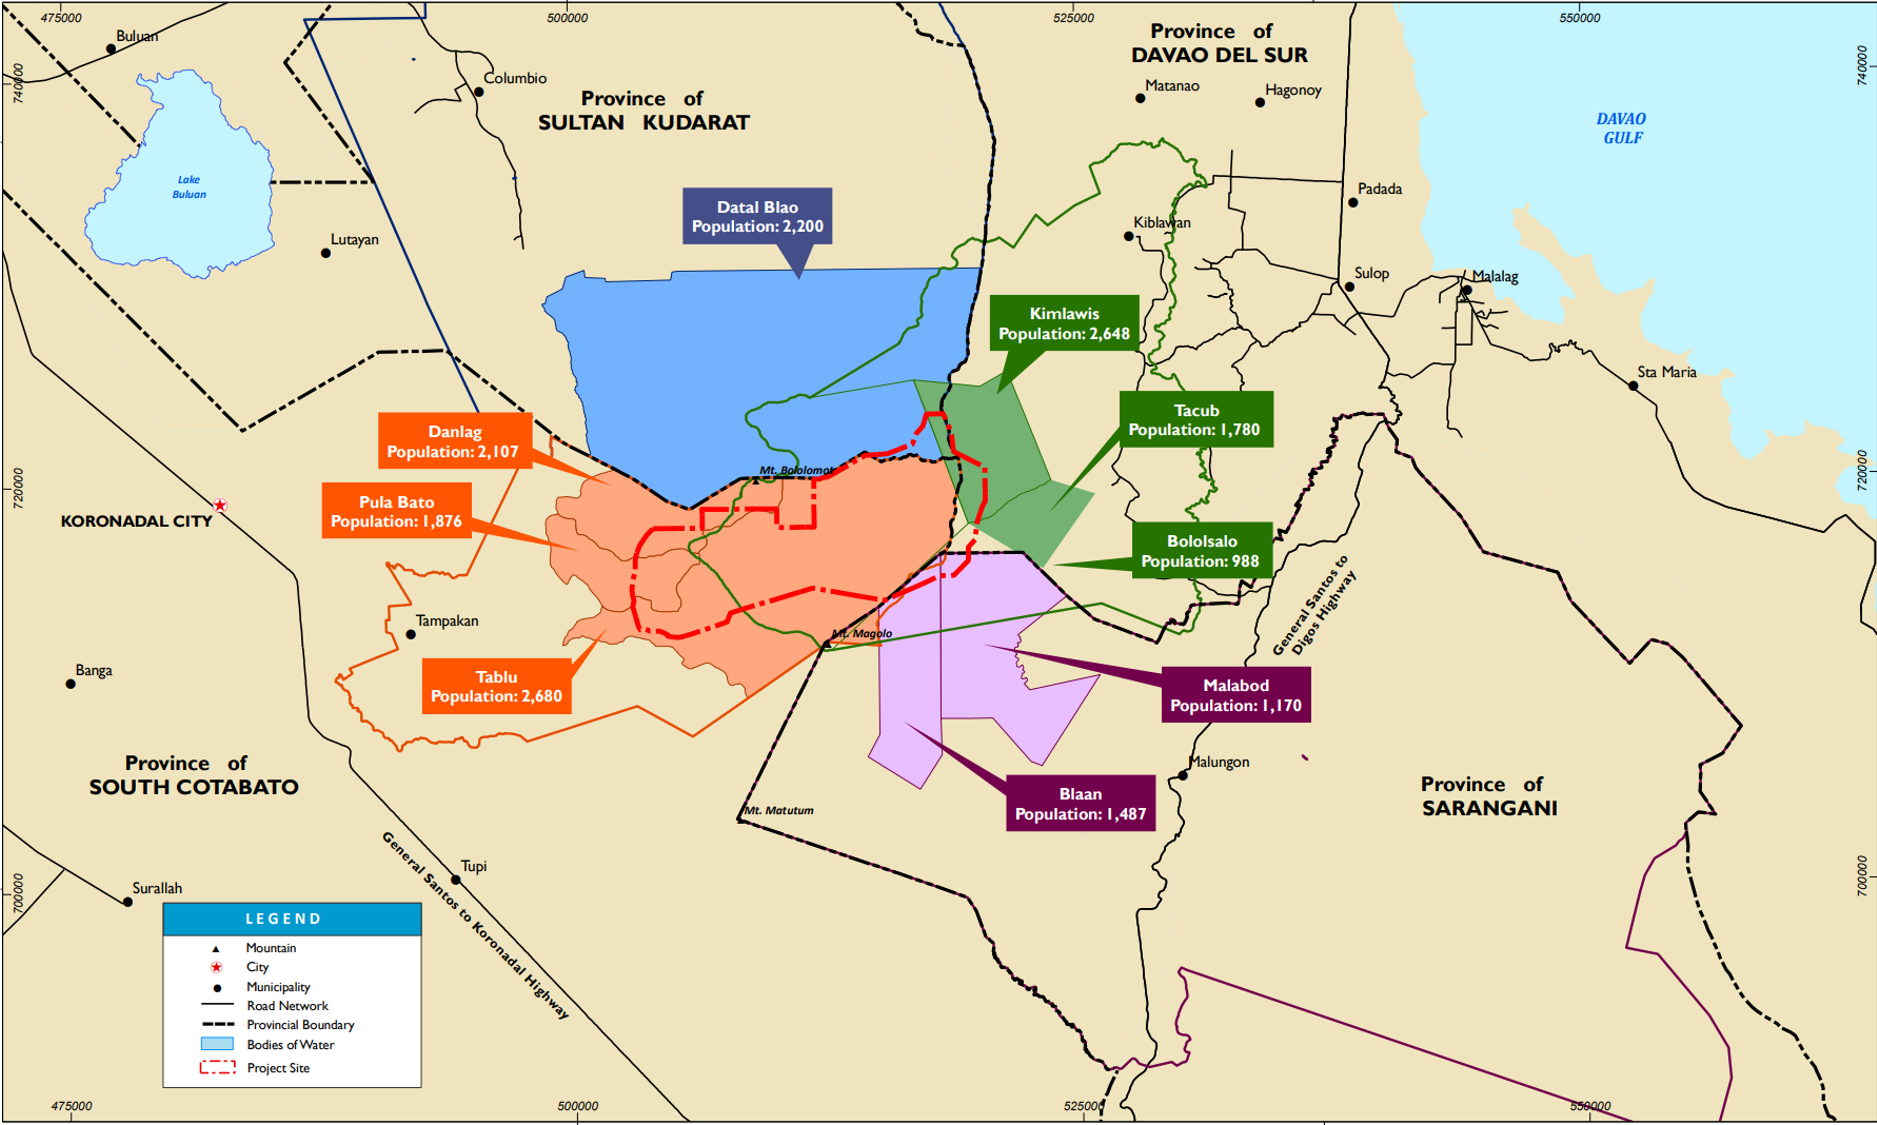 475000
500000
525000
550000
740000
740000
Buluan
Columbio
Province of
SULTAN KUDARAT
Province of
DAVAO DEL SUR
Matanao
Hagonoy
DAVAO
GULF
Lake
Buluan
Lutayan
Datal Blao
Population: 2,200
Padada
Kiblawan
Sulop
Malalag
Kimlawis
Population: 2,648
Sta Maria
Tacub
Population: 1,780
Danlag
Population: 2,107
Mt. Bololomot
720000
720000
Pula Bato
Population: 1,876
KORONADAL CITY
Bololsalo
Population: 988
General Santos to
Digos Highway
Tampakan
Mt. Magolo
Banga
Tablu
Population: 2,680
Malabod
Population: 1,170
Province of
SOUTH COTABATO
Malungon
Blaan
Population: 1,487
Province of
SARANGANI
Mt. Matutum
General Santos to Koronadal Highway
Tupi
Surallah
700000
700000
LEGEND
Mountain
City
Municipality
Road Network
Provincial Boundary
Bodies of Water
Project Site
475000
500000
525000
550000